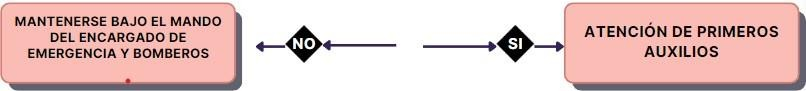 MANTENERSE BAJO EL MANDO
DEL ENCARGADO DE
EMERGENCIA Y BOMBEROS
NO
SI
ATENCIÓN DE PRIMEROS
AUXILIOS